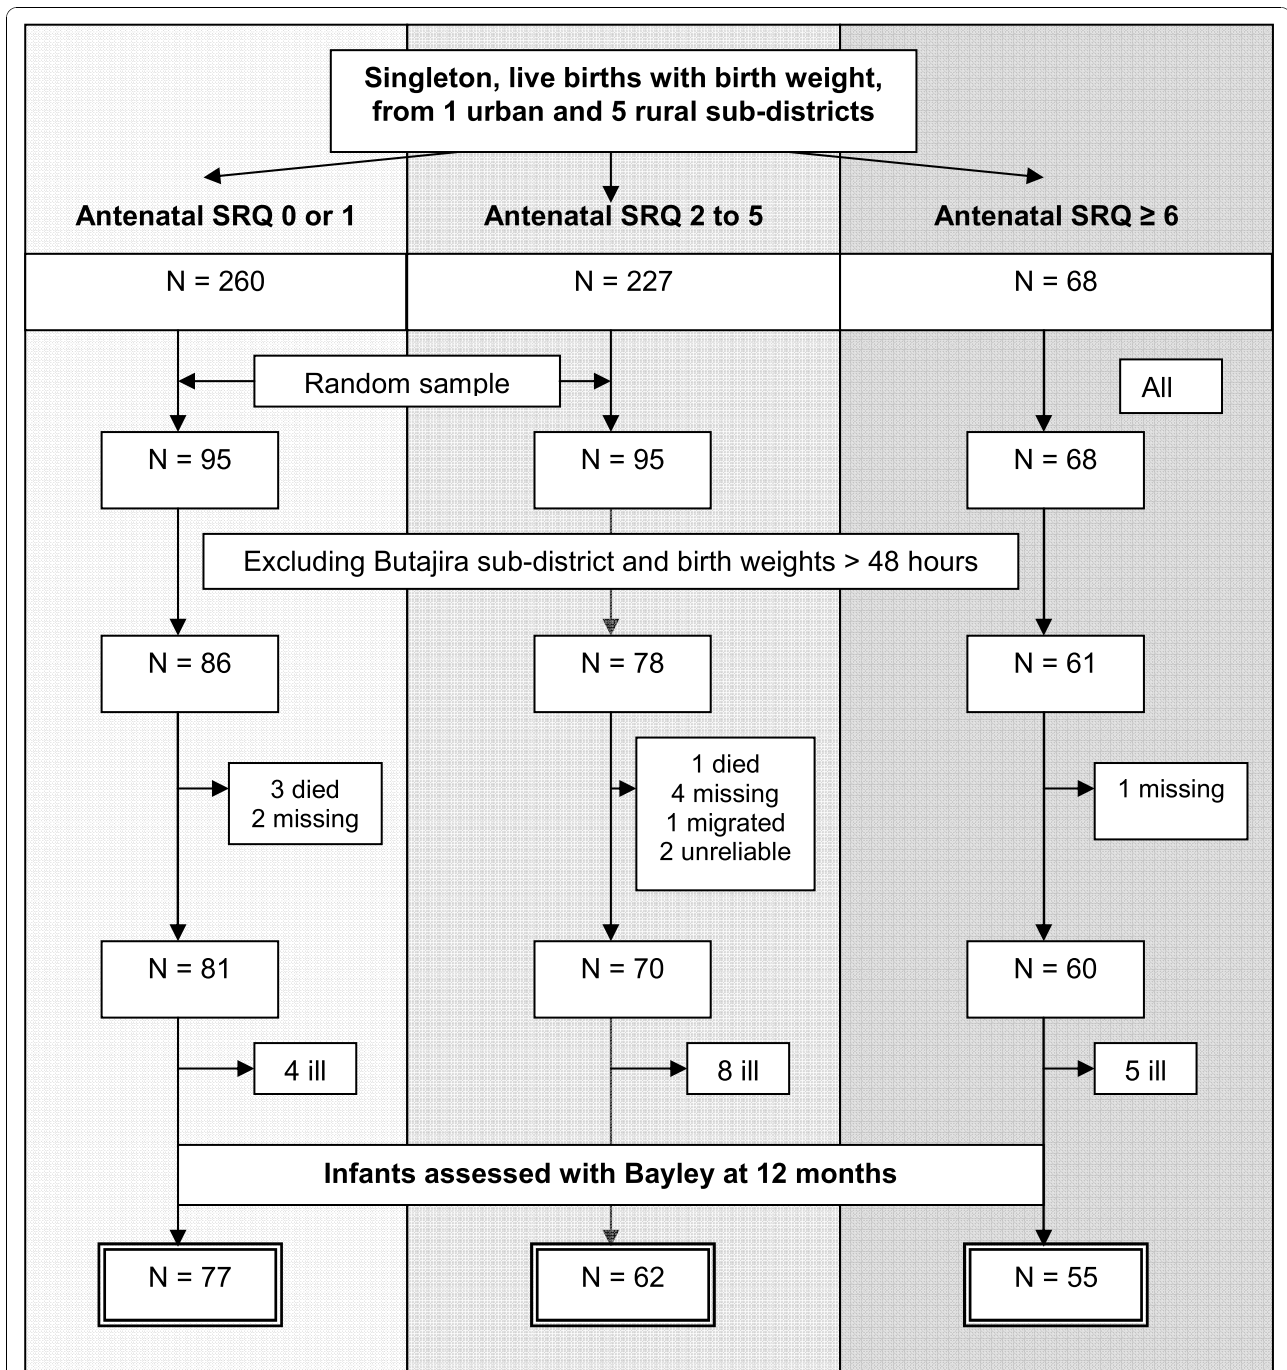 Singleton, live births with birth weight,
from 1 urban and 5 rural sub-districts
Antenatal SRQ 0 or 1
Antenatal SRQ 2 to 5
Antenatal SRQ ≥ 6
N = 260
N = 227
N = 68
Random sample
All
N = 95
N = 95
N = 68
Excluding Butajira sub-district and birth weights > 48 hours
N = 86
N = 78
N = 61
3 died
2 missing
1 died
4 missing
1 migrated
2 unreliable
1 missing
N = 81
N = 70
N = 60
4 ill
8 ill
5 ill
Infants assessed with Bayley at 12 months
N = 77
N = 62
N = 55